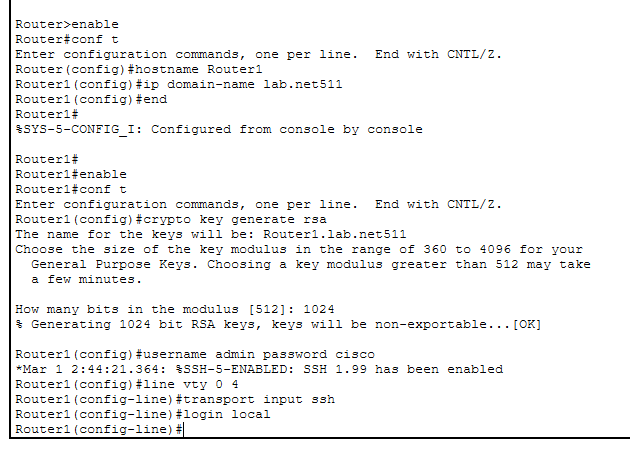 Router>enable
Router#conf t
Enter configuration commands, one per line.  End with CNTL/Z.
Router(config)#hostname Router1
Router1(config)#ip domain-name lab.net511
Router1(config)#end
Router1#
%SYS-5-CONFIG_I: Configured from console by console

Router1#
Router1#enable
Router1#conf t
Enter configuration commands, one per line.  End with CNTL/Z.
Router1(config)#crypto key generate rsa
The name for the keys will be: Router1.lab.net511
Choose the size of the key modulus in the range of 360 to 4096 for your
  General Purpose Keys. Choosing a key modulus greater than 512 may take
  a few minutes.

How many bits in the modulus [512]: 1024
% Generating 1024 bit RSA keys, keys will be non-exportable...[OK]

Router1(config)#username admin password cisco
*Mar 1 2:44:21.364: %SSH-5-ENABLED: SSH 1.99 has been enabled
Router1(config)#line vty 0 4
Router1(config-line)#transport input ssh
Router1(config-line)#login local
Router1(config-line)#